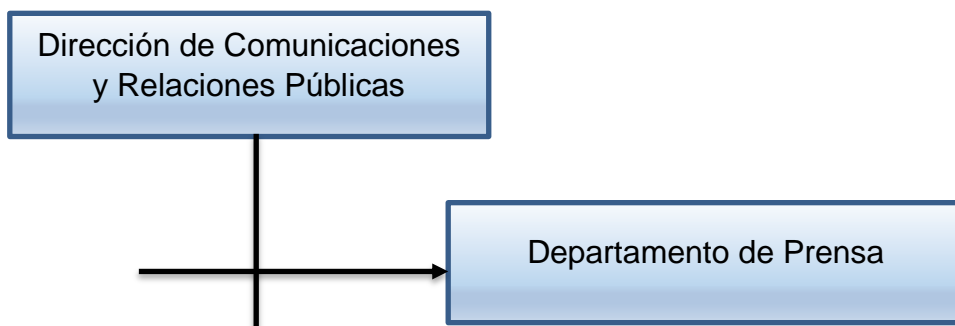 Dirección de Comunicaciones
y Relaciones Públicas
Departamento de Prensa